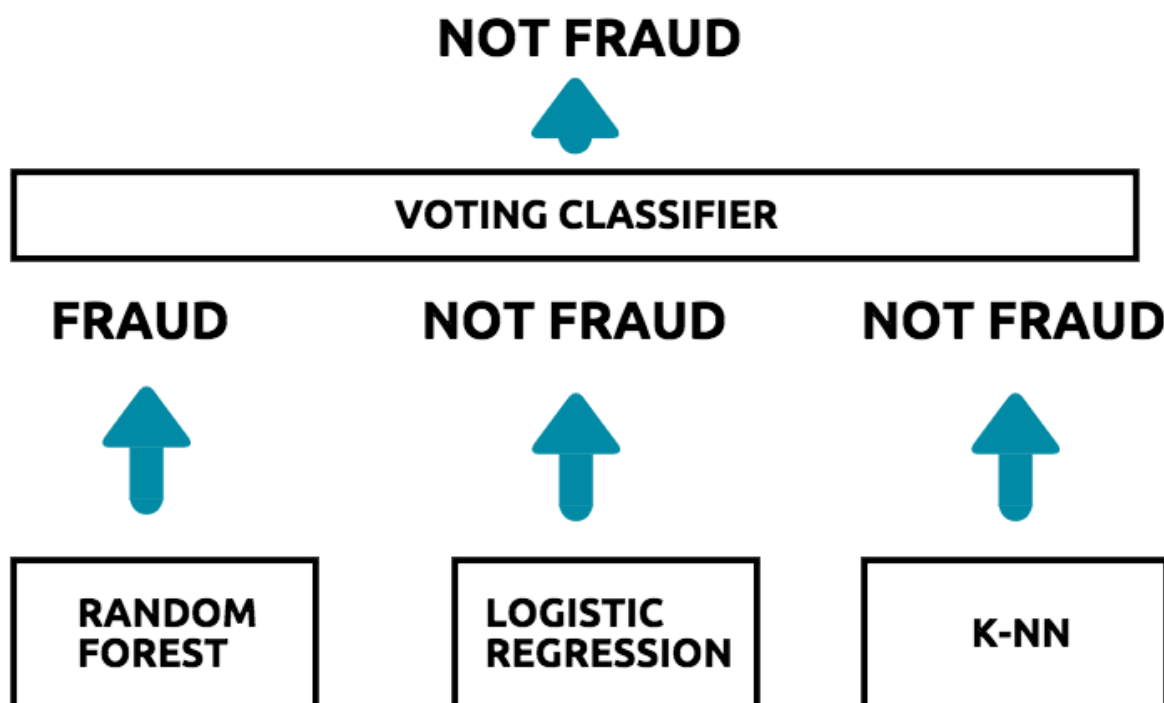 NOT FRAUD
VOTING CLASSIFIER
FRAUD
NOT FRAUD
NOT FRAUD
RANDOM
FOREST
LOGISTIC
REGRESSION
K-NN